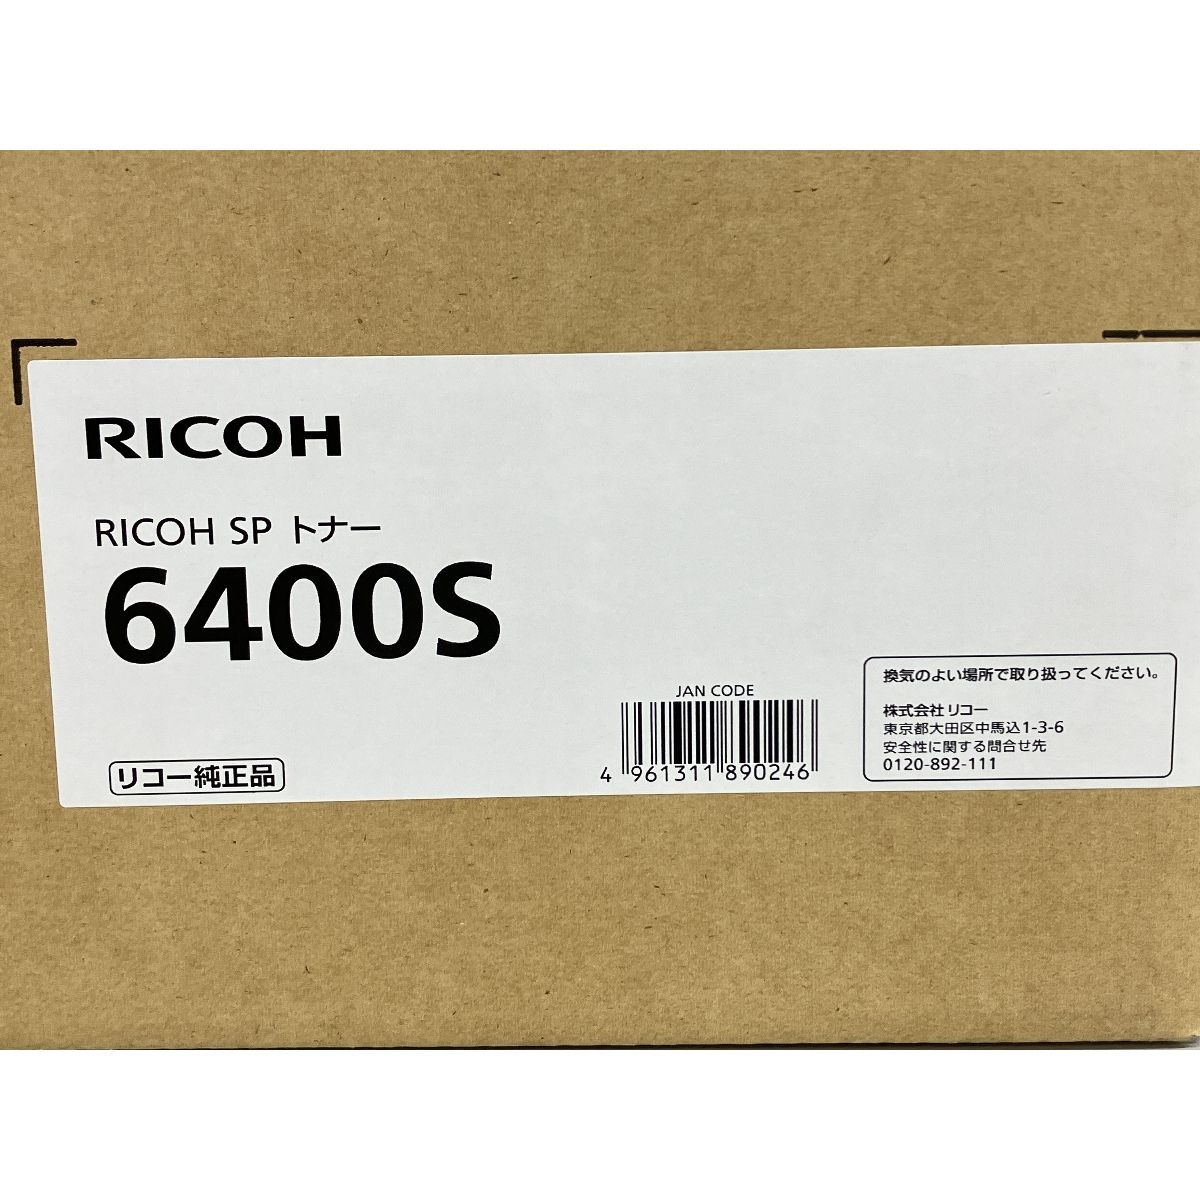 RICOH
RICOH SP トナー
6400S
リコー純正品
JAN CODE
4 961311 890246
換気のよい場所で取り扱ってください。
株式会社リコー
東京都大田区中馬込1-3-6
安全性に関する問合せ先
0120-892-111